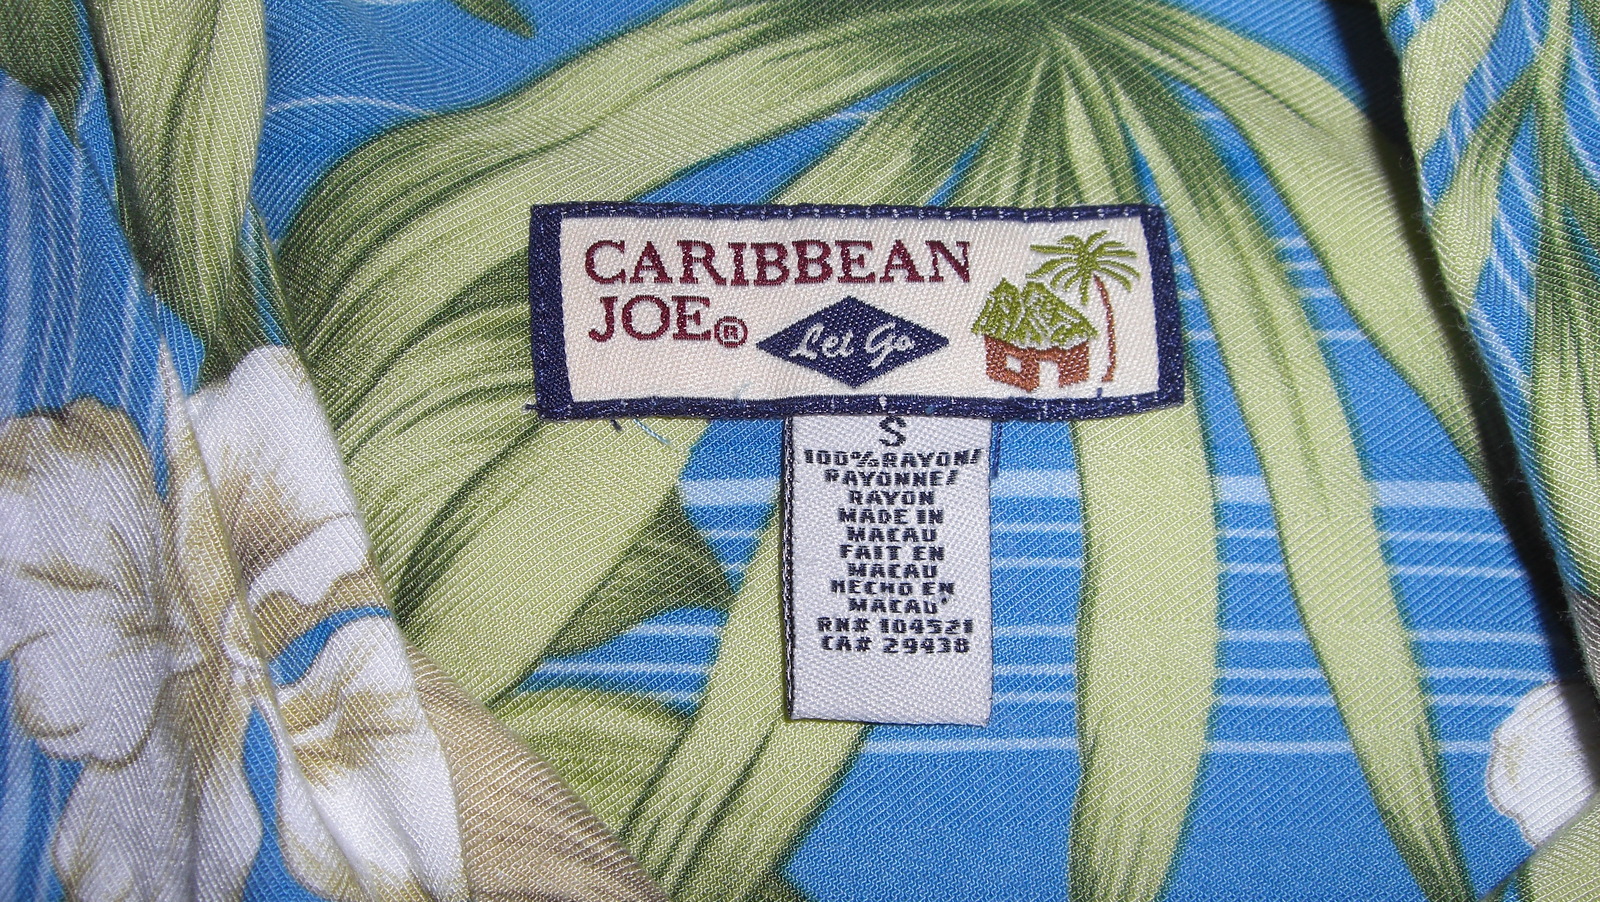 CARIBBEAN
JOE®
Let Go
S
100%RAYON/
RAYONNE/
RAYON
MADE IN
MACAU
FAIT EN
MACAU
HECHO EN
MACAU'
RN# 104521
CA# 29438